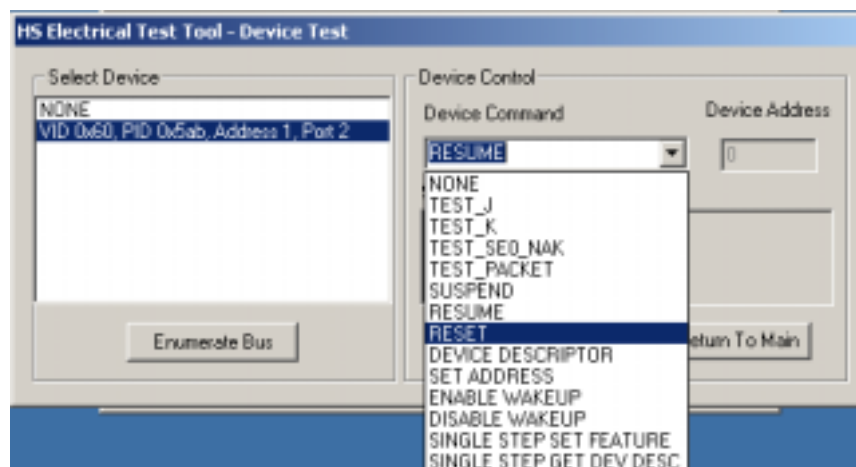 HS Electrical Test Tool - Device Test
Select Device
NONE
VID 0x60, PID 0x5ab, Address 1, Port 2
Enumerate Bus
Device Control
Device Command
Device Address
RESUME
0
NONE
TEST_J
TEST_K
TEST_SE0_NAK
TEST_PACKET
SUSPEND
RESUME
RESET
DEVICE DESCRIPTOR
SET ADDRESS
ENABLE WAKEUP
DISABLE WAKEUP
SINGLE STEP SET FEATURE
SINGLE STEP GET DEV DESC
eturn To Main